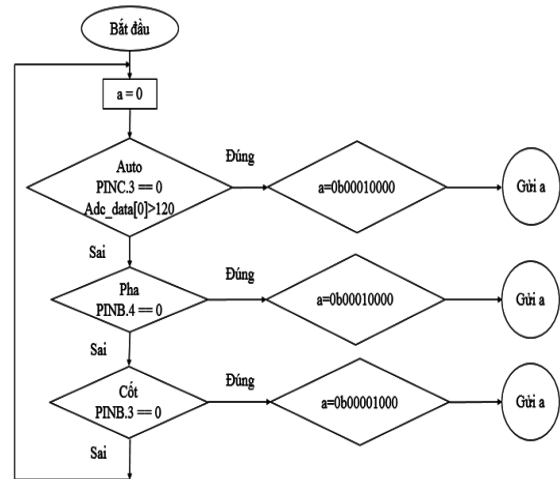 Bắt đầu
a = 0
Auto
PINC.3 == 0
Adc_data[0]>120
Đúng
a=0b00010000
Gửi a
Sai
Pha
PINB.4 == 0
Đúng
a=0b00010000
Gửi a
Sai
Cốt
PINB.3 == 0
Đúng
a=0b00001000
Gửi a
Sai